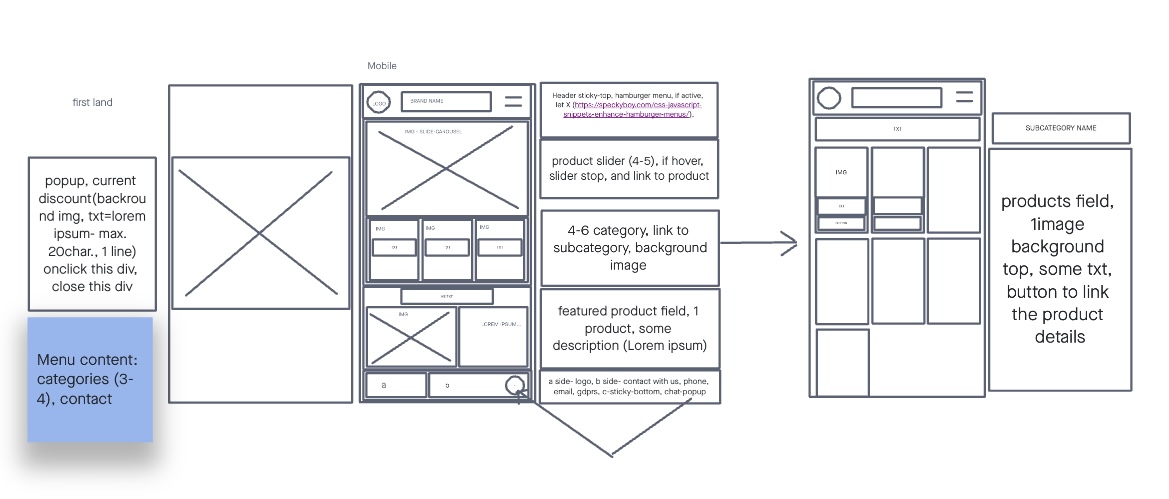 Mobile
first land
popup, current
discount(backrou
nd img, txt=lorem
ipsum- max.
20char., 1 line)
onclick this div,
close this div
Menu content:
categories (3-
4), contact
LOGO
BRAND NAME
IMG - SLIDE-CAROUSEL
IMG
IMG
IMG
TXT
TXT
TXT
IMG
LOREM IPSUM...
a
b
Header sticky-top, hamburger menu, if active,
let X (https://speckyboy.com/css-javascript-
snippets-enhance-hamburger-menus/),
product slider (4-5), if hover,
slider stop, and link to product
4-6 category, link to
subcategory, background
image
featured product field, 1
product, some
description (Lorem ipsum)
a side- logo, b side- contact with us, phone,
email, gdprs, c-sticky-bottom, chat-popup
TXT
IMG
TXT
SUBCATEGORY NAME
products field,
1image
background
top, some txt,
button to link
the product
details